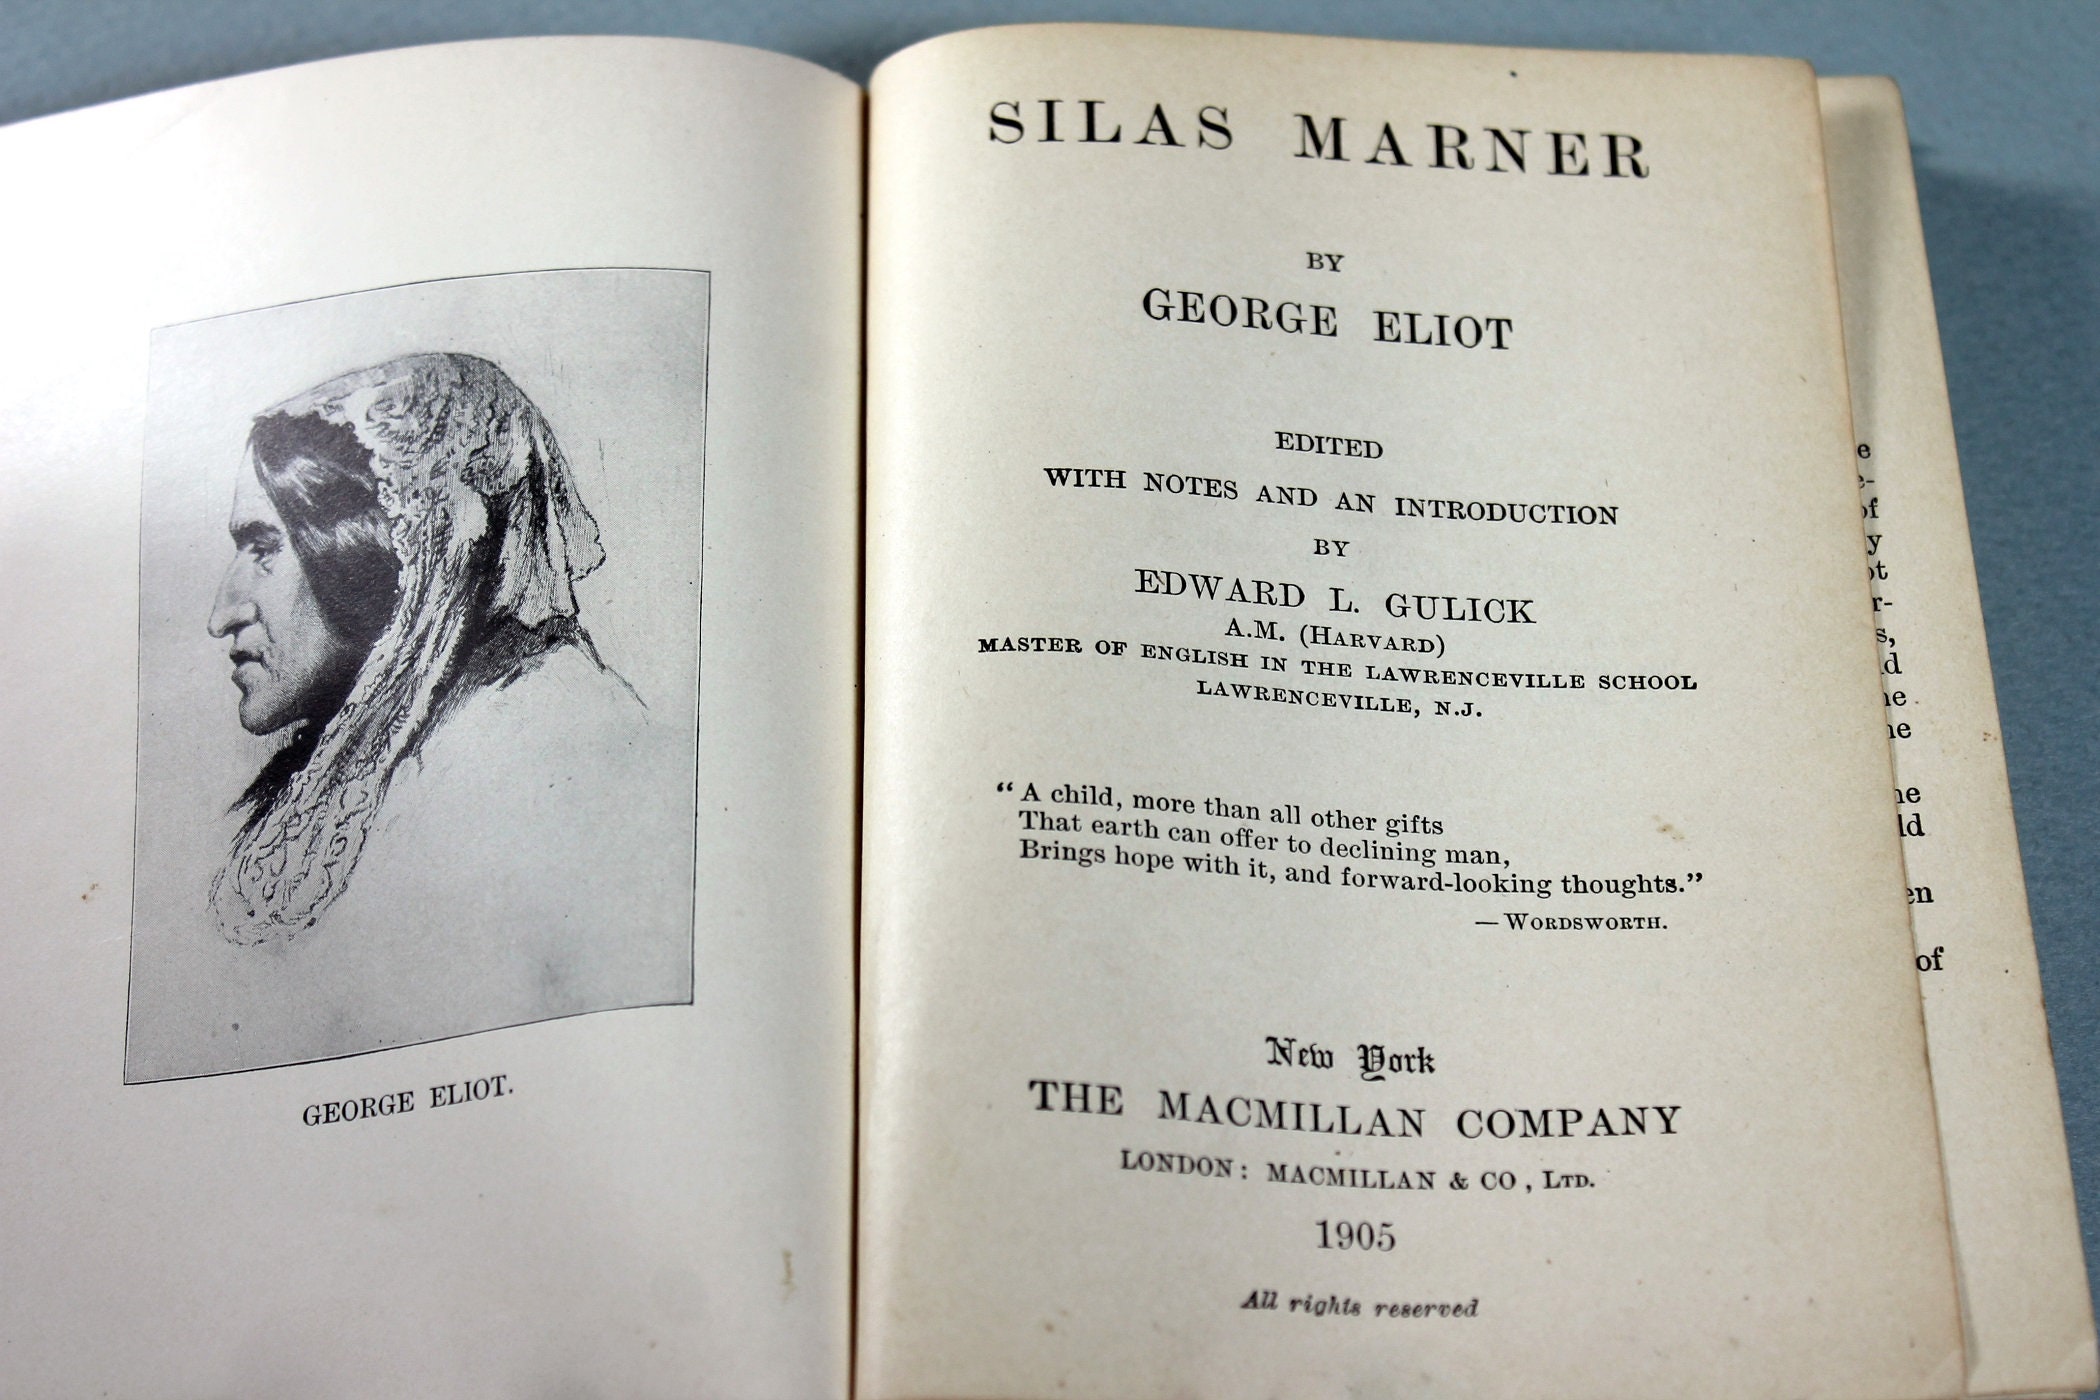 GEORGE ELIOT.
SILAS MARNER
BY
GEORGE ELIOT
EDITED
WITH NOTES AND AN INTRODUCTION
BY
EDWARD L. GULICK
A.M. (HARVARD)
MASTER OF ENGLISH IN THE LAWRENCEVILLE SCHOOL
LAWRENCEVILLE, N.J.
“A child, more than all other gifts
That earth can offer to declining man,
Brings hope with it, and forward-looking thoughts.”
— WORDSWORTH.
New York
THE MACMILLAN COMPANY
LONDON: MACMILLAN & CO, LTD.
1905
All rights reserved
of